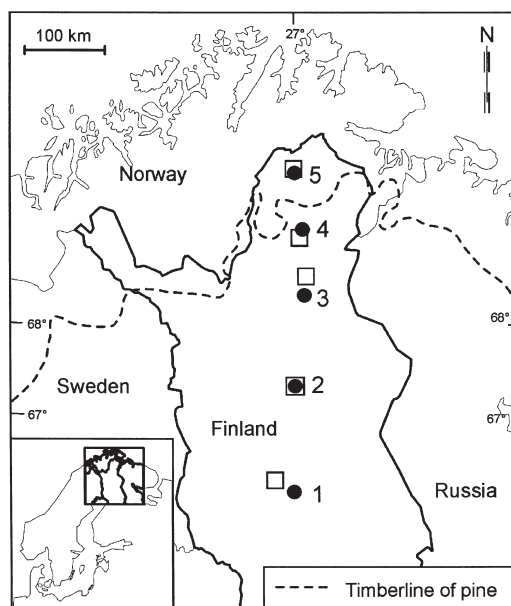 27°
100 km
N
Norway
5
4
3
68°
68°
Sweden
2
67°
67°
Finland
1
Russia
Timberline of pine